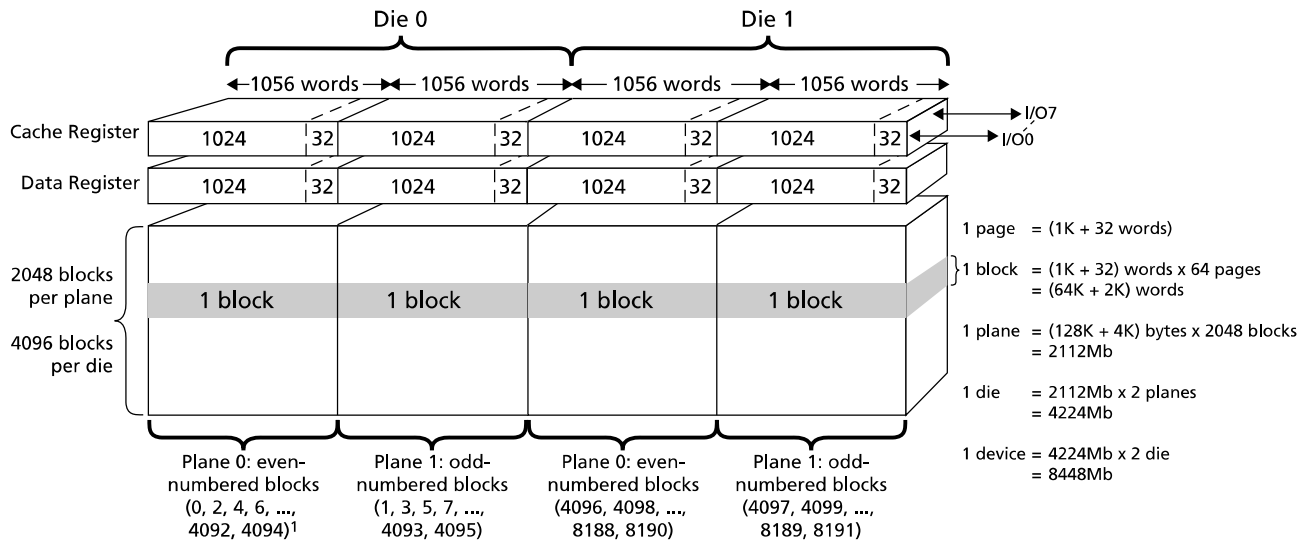 Die 0
Die 1
1056 words
1056 words
1056 words
1056 words
Cache Register
1024
32
1024
32
1024
32
1024
32
I/O7
I/O0
Data Register
1024
32
1024
32
1024
32
1024
32
2048 blocks
per plane
4096 blocks
per die
1 block
1 block
1 block
1 block
1 page = (1K + 32 words)
1 block = (1K + 32) words x 64 pages
= (64K + 2K) words
1 plane = (128K + 4K) bytes x 2048 blocks
= 2112Mb
1 die = 2112Mb x 2 planes
= 4224Mb
1 device = 4224Mb x 2 die
= 8448Mb
Plane 0: even-
numbered blocks
(0, 2, 4, 6, ...,
4092, 4094)1
Plane 1: odd-
numbered blocks
(1, 3, 5, 7, ...,
4093, 4095)
Plane 0: even-
numbered blocks
(4096, 4098, ...,
8188, 8190)
Plane 1: odd-
numbered blocks
(4097, 4099, ...,
8189, 8191)